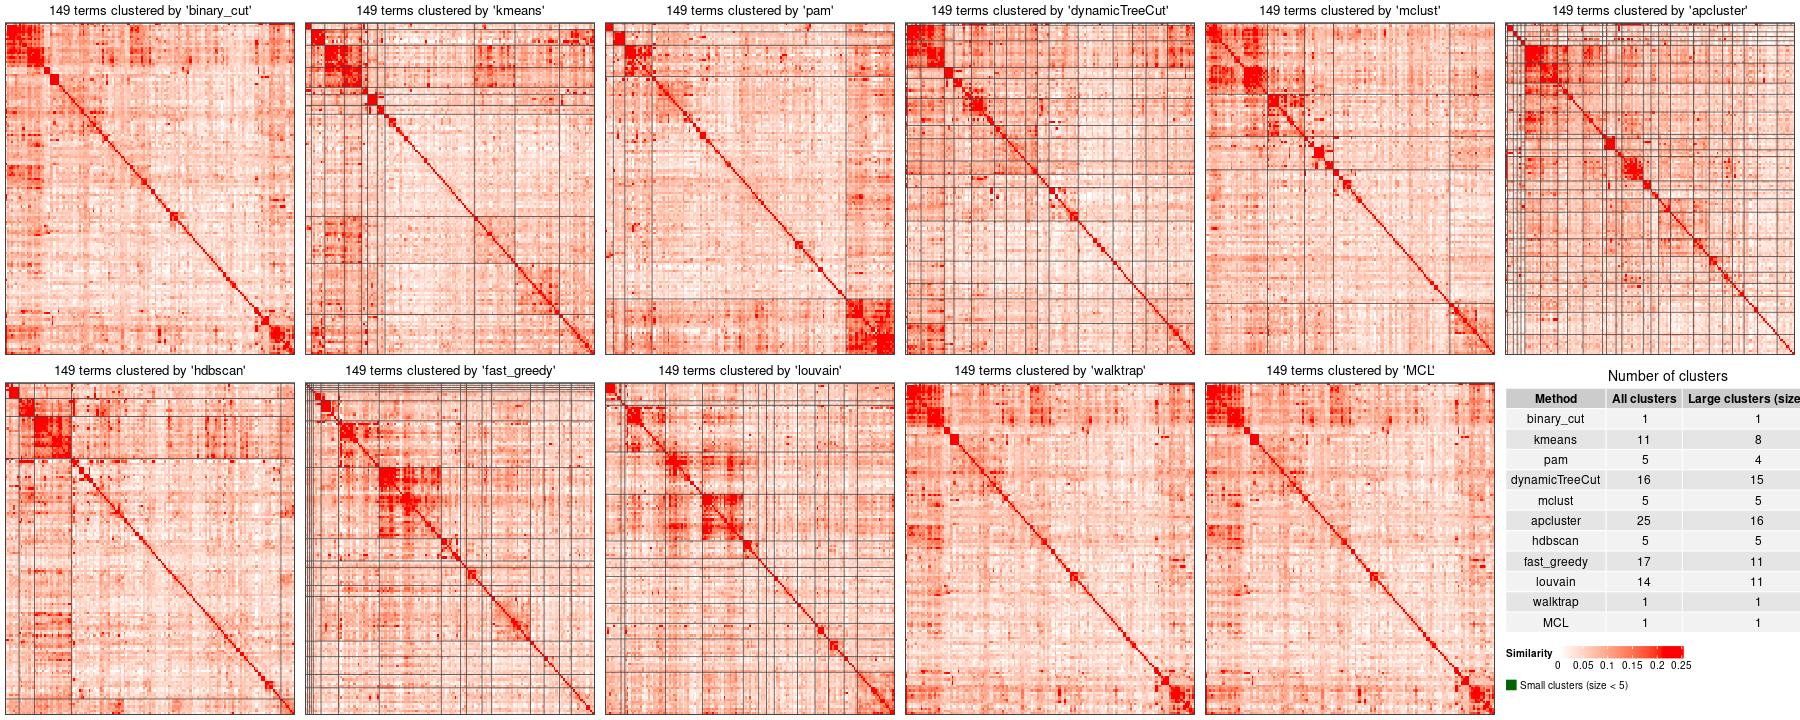 149 terms clustered by 'binary_cut'
149 terms clustered by 'kmeans'
149 terms clustered by 'pam'
149 terms clustered by 'dynamicTreeCut'
149 terms clustered by 'mclust'
149 terms clustered by 'apcluster'
149 terms clustered by 'hdbscan'
149 terms clustered by 'fast_greedy'
149 terms clustered by 'louvain'
149 terms clustered by 'walktrap'
149 terms clustered by 'MCL'
Number of clusters
Method All clusters Large clusters (size
binary_cut 1 1
kmeans 11 8
pam 5 4
dynamicTreeCut 16 15
mclust 5 5
apcluster 25 16
hdbscan 5 5
fast_greedy 17 11
louvain 14 11
walktrap 1 1
MCL 1 1
Similarity
0 0.05 0.1 0.15 0.2 0.25
Small clusters (size < 5)